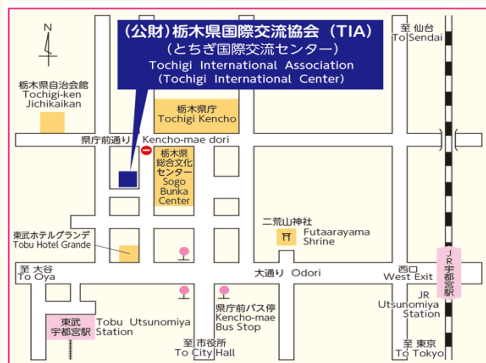 (公財)栃木県国際交流協会 (TIA)
(とちぎ国際交流センター)
Tochigi International Association
(Tochigi International Center)
N
至 仙台
To Sendai
栃木県自治会館
Tochigi-ken
Jichikaikan
栃木県庁
Tochigi Kencho
県庁前通り Kencho-mae dori
栃木県
総合文化
センター
Sogo
Bunka
Center
東武ホテルグランデ
Tobu Hotel Grande
二荒山神社
Futaarayama
Shrine
至 大谷
To Oya
大通り Odori
西口
West Exit
JR宇都宮駅
JR
Utsunomiya
Station
県庁前バス停
Kencho-mae
Bus Stop
東武
宇都宮駅
Tobu Utsunomiya
Station
至 市役所
To City Hall
至 東京
To Tokyo